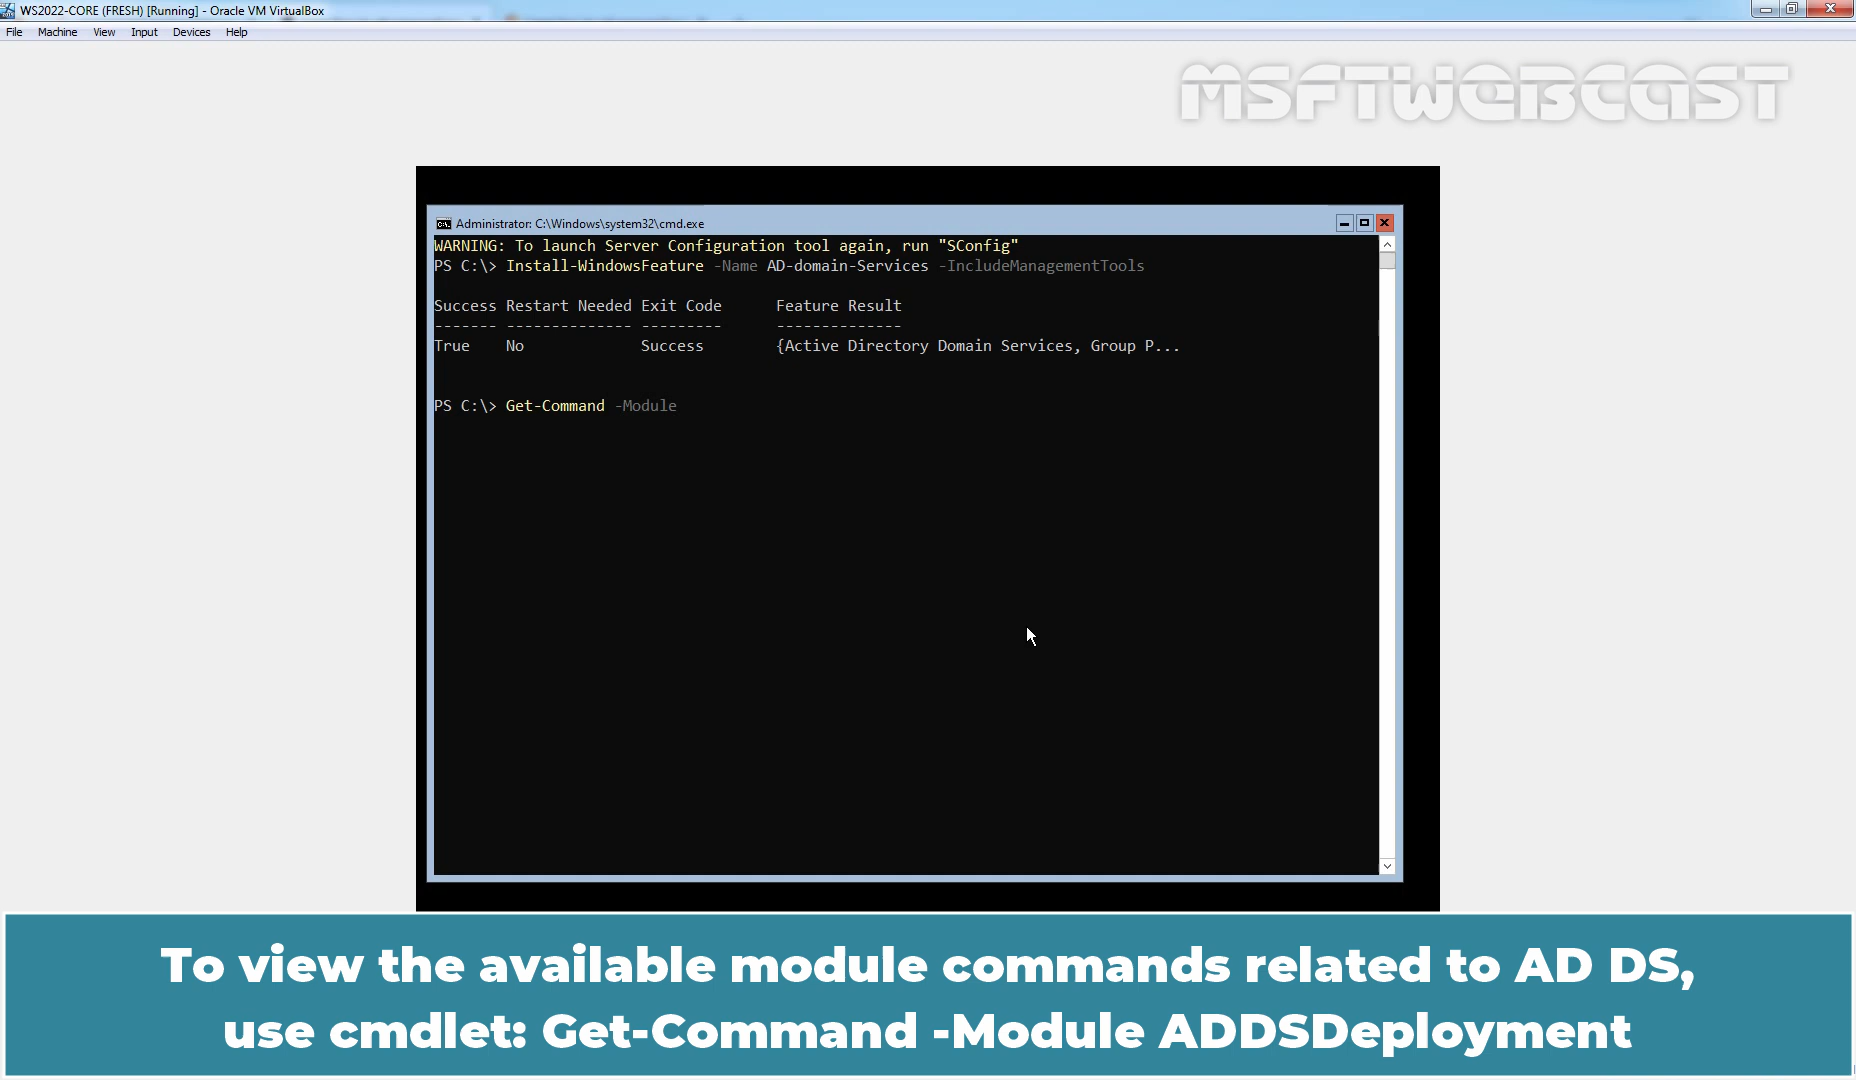 WS2022-CORE (FRESH) [Running] - Oracle VM VirtualBox
File Machine View Input Devices Help
MSFTWEBCAST
Administrator: C:\Windows\system32\cmd.exe
WARNING: To launch Server Configuration tool again, run "SConfig"
PS C:\> Install-WindowsFeature -Name AD-domain-Services -IncludeManagementTools
Success Restart Needed Exit Code Feature Result
------- -------------- --------- --------------
True No Success {Active Directory Domain Services, Group P...
PS C:\> Get-Command -Module
To view the available module commands related to AD DS,
use cmdlet: Get-Command -Module ADDSDeployment